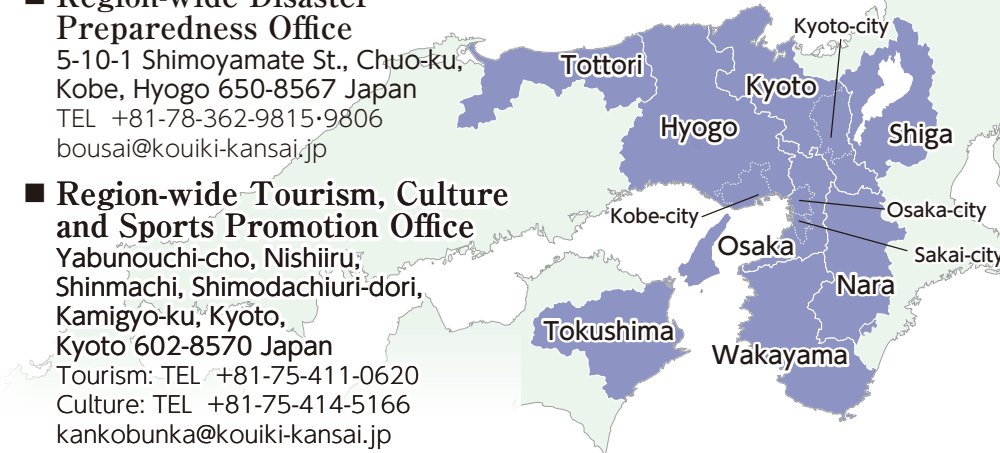 ■ Region-wide Disaster
Preparedness Office
5-10-1 Shimoyamate St., Chuo-ku,
Kobe, Hyogo 650-8567 Japan
TEL +81-78-362-9815・9806
bousai@kouiki-kansai.jp
■ Region-wide Tourism, Culture
and Sports Promotion Office
Yabunouchi-cho, Nishiiru,
Shinmachi, Shimodachiuri-dori,
Kamigyo-ku, Kyoto,
Kyoto 602-8570 Japan
Tourism: TEL +81-75-411-0620
Culture: TEL +81-75-414-5166
kankobunka@kouiki-kansai.jp
Kyoto-city
Tottori
Kyoto
Hyogo
Shiga
Kobe-city
Osaka-city
Osaka
Sakai-city
Nara
Tokushima
Wakayama